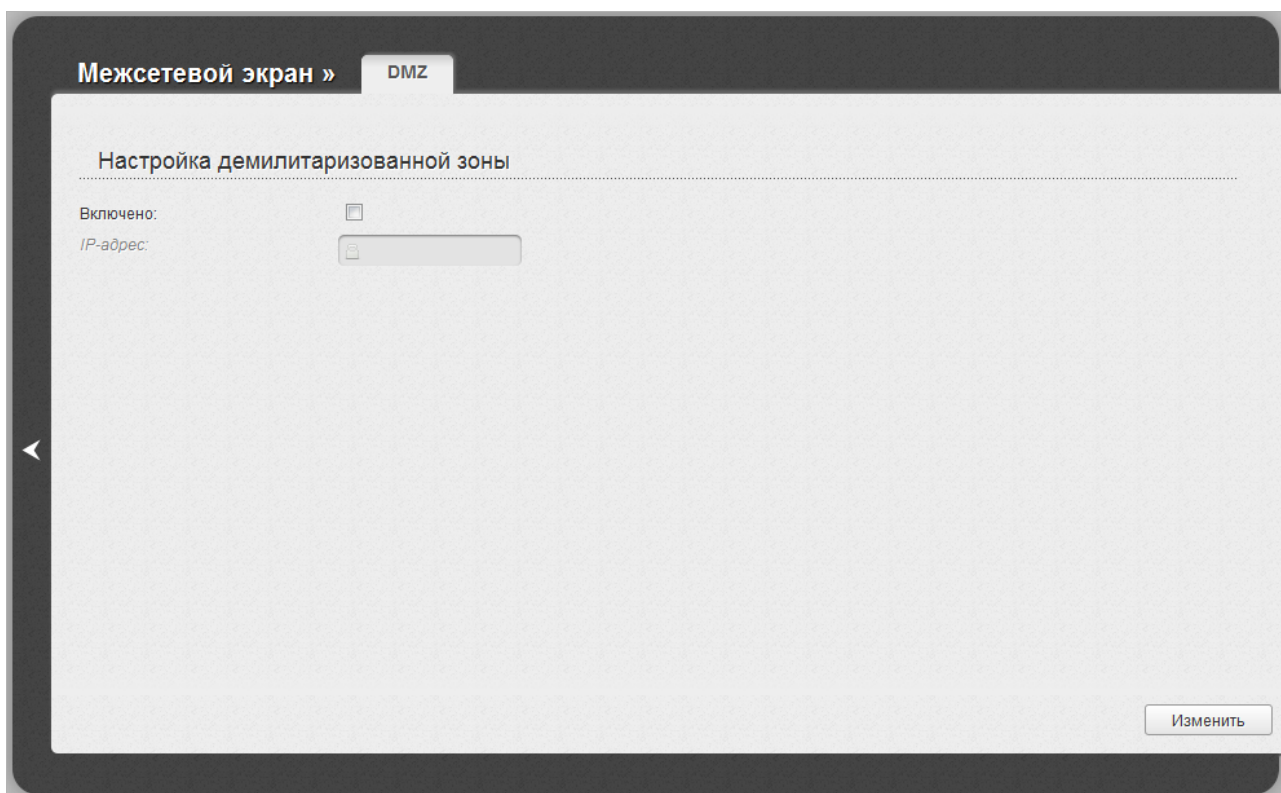 Межсетевой экран » DMZ
Настройка демилитаризованной зоны
Включено:
IP-адрес:
Изменить